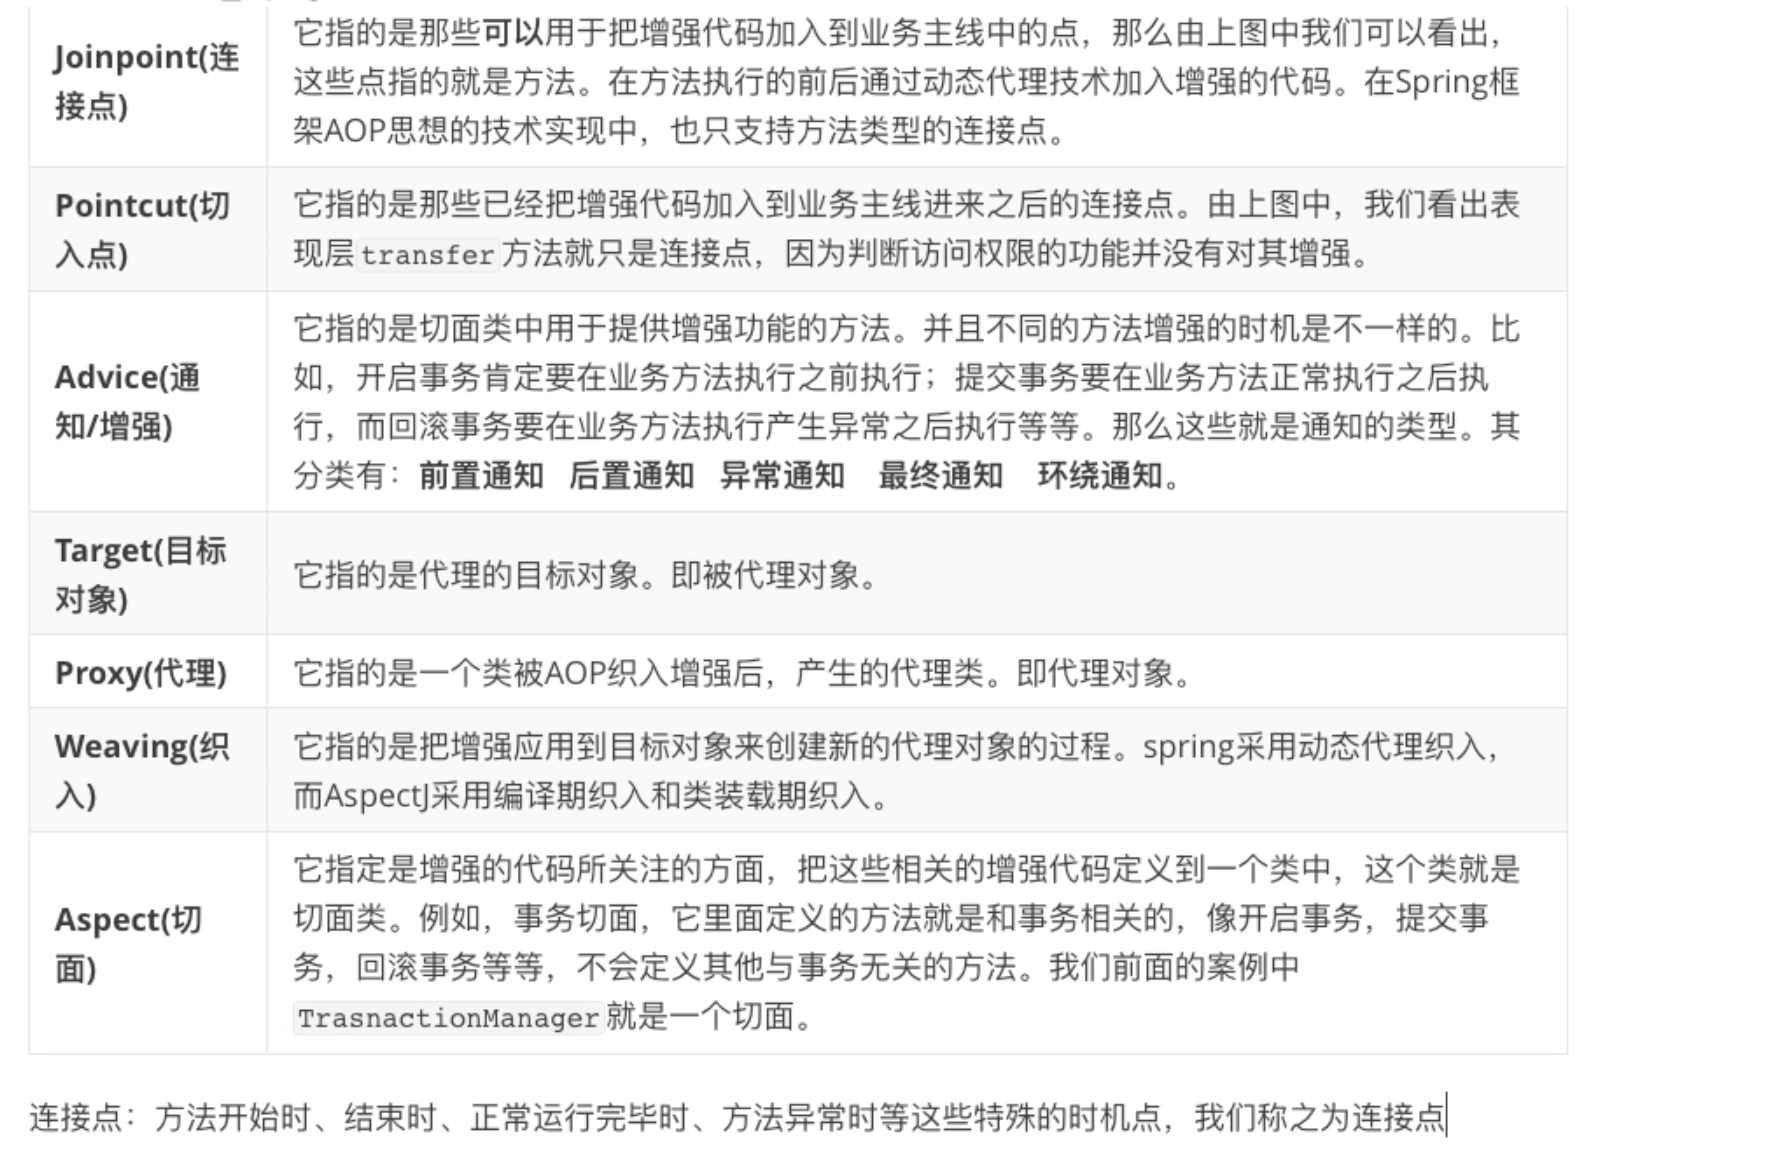 Joinpoint(连
接点)
它指的是那些可以用于把增强代码加入到业务主线中的点，那么由上图中我们可以看出，
这些点指的就是方法。在方法执行的前后通过动态代理技术加入增强的代码。在Spring框
架AOP思想的技术实现中，也只支持方法类型的连接点。
Pointcut(切
入点)
它指的是那些已经把增强代码加入到业务主线进来之后的连接点。由上图中，我们看出表
现层transfer方法就只是连接点，因为判断访问权限的功能并没有对其增强。
Advice(通
知/增强)
它指的是切面类中用于提供增强功能的方法。并且不同的方法增强的时机是不一样的。比
如，开启事务肯定要在业务方法执行之前执行；提交事务要在业务方法正常执行之后执
行，而回滚事务要在业务方法执行产生异常之后执行等等。那么这些就是通知的类型。其
分类有：前置通知 后置通知 异常通知 最终通知 环绕通知。
Target(目标
对象)
它指的是代理的目标对象。即被代理对象。
Proxy(代理)
它指的是一个类被AOP织入增强后，产生的代理类。即代理对象。
Weaving(织
入)
它指的是把增强应用到目标对象来创建新的代理对象的过程。spring采用动态代理织入，
而AspectJ采用编译期织入和类装载期织入。
Aspect(切
面)
它指定是增强的代码所关注的方面，把这些相关的增强代码定义到一个类中，这个类就是
切面类。例如，事务切面，它里面定义的方法就是和事务相关的，像开启事务，提交事
务，回滚事务等等，不会定义其他与事务无关的方法。我们前面的案例中
TrasnactionManager就是一个切面。
连接点：方法开始时、结束时、正常运行完毕时、方法异常时等这些特殊的时机点，我们称之为连接点